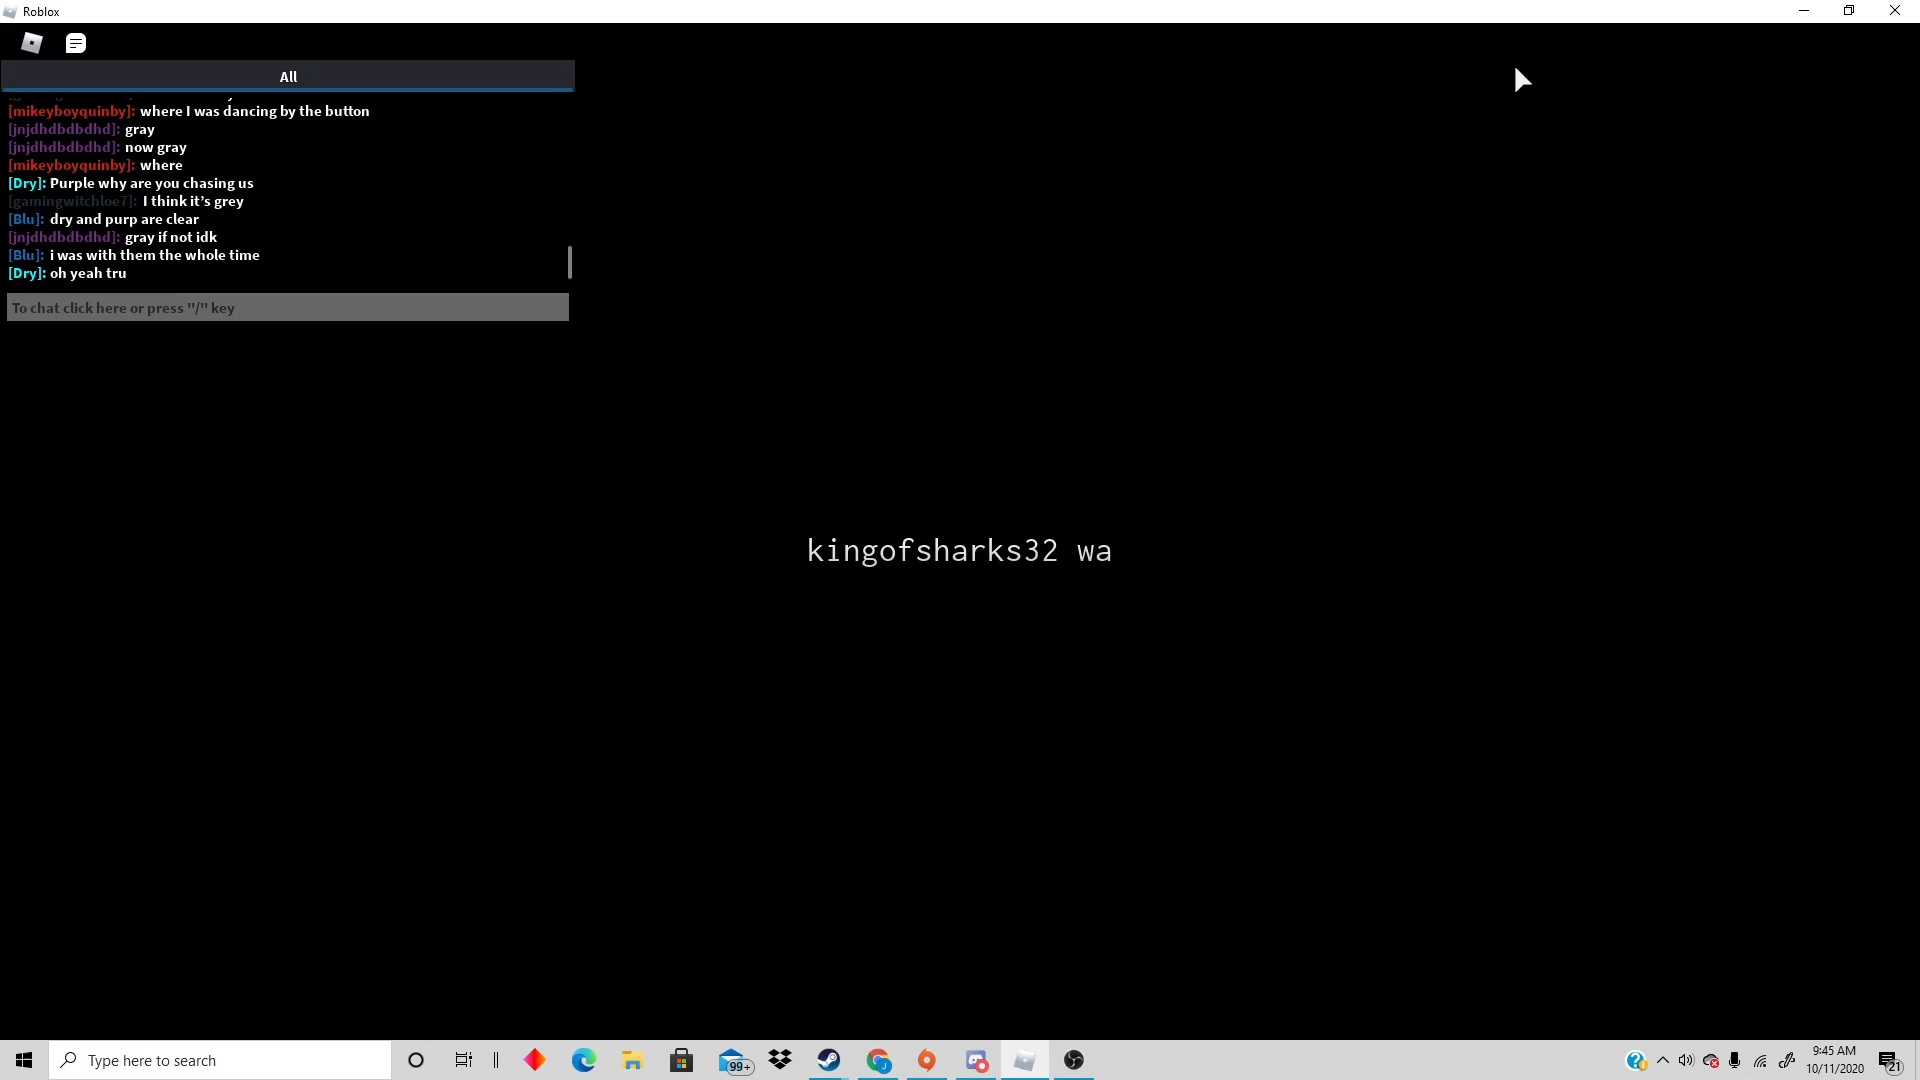 Roblox
All
[mikeyboyquinby]: where I was dancing by the button
[jnjdhdbdbdhd]: gray
[jnjdhdbdbdhd]: now gray
[mikeyboyquinby]: where
[Dry]: Purple why are you chasing us
[gamingwitchloe7]: I think it’s grey
[Blu]: dry and purp are clear
[jnjdhdbdbdhd]: gray if not idk
[Blu]: i was with them the whole time
[Dry]: oh yeah tru
To chat click here or press "/" key
kingofsharks32 wa
Type here to search
99+
J
9:45 AM
10/11/2020
21